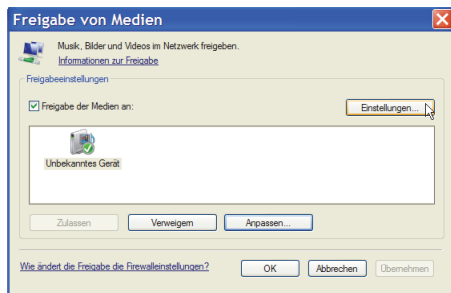 Freigabe von Medien
Musik, Bilder und Videos im Netzwerk freigeben.
Informationen zur Freigabe
Freigabeeinstellungen
Freigabe der Medien an:
Einstellungen...
Unbekanntes Gerät
Zulassen
Verweigern
Anpassen...
Wie ändert die Freigabe die Firewalleinstellungen?
OK
Abbrechen
Übernehmen